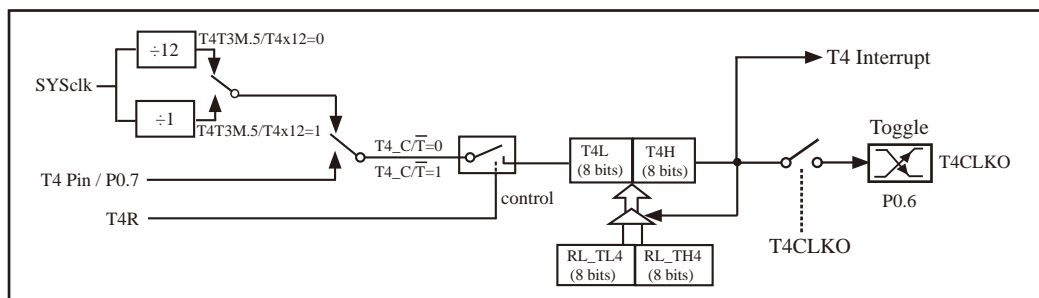 ÷12
T4T3M.5/T4x12=0
SYSclk
÷1
T4T3M.5/T4x12=1
T4 Pin / P0.7
T4R
T4_C/T̅=0
T4_C/T̅=1
control
T4L
(8 bits)
T4H
(8 bits)
RL_TL4
(8 bits)
RL_TH4
(8 bits)
T4 Interrupt
Toggle
T4CLKO
P0.6
T4CLKO